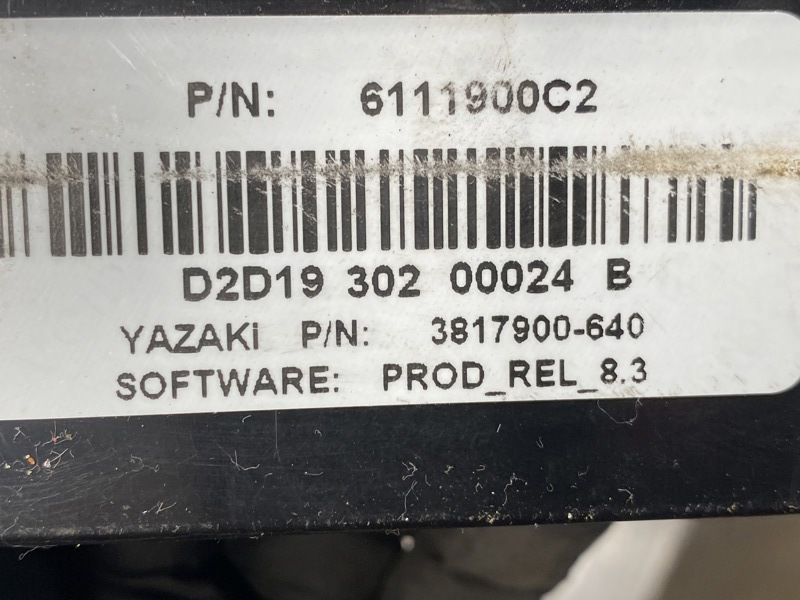 P/N: 6111900C2
D2D19 302 00024 B
YAZAKi P/N: 3817900-640
SOFTWARE: PROD_REL_8.3